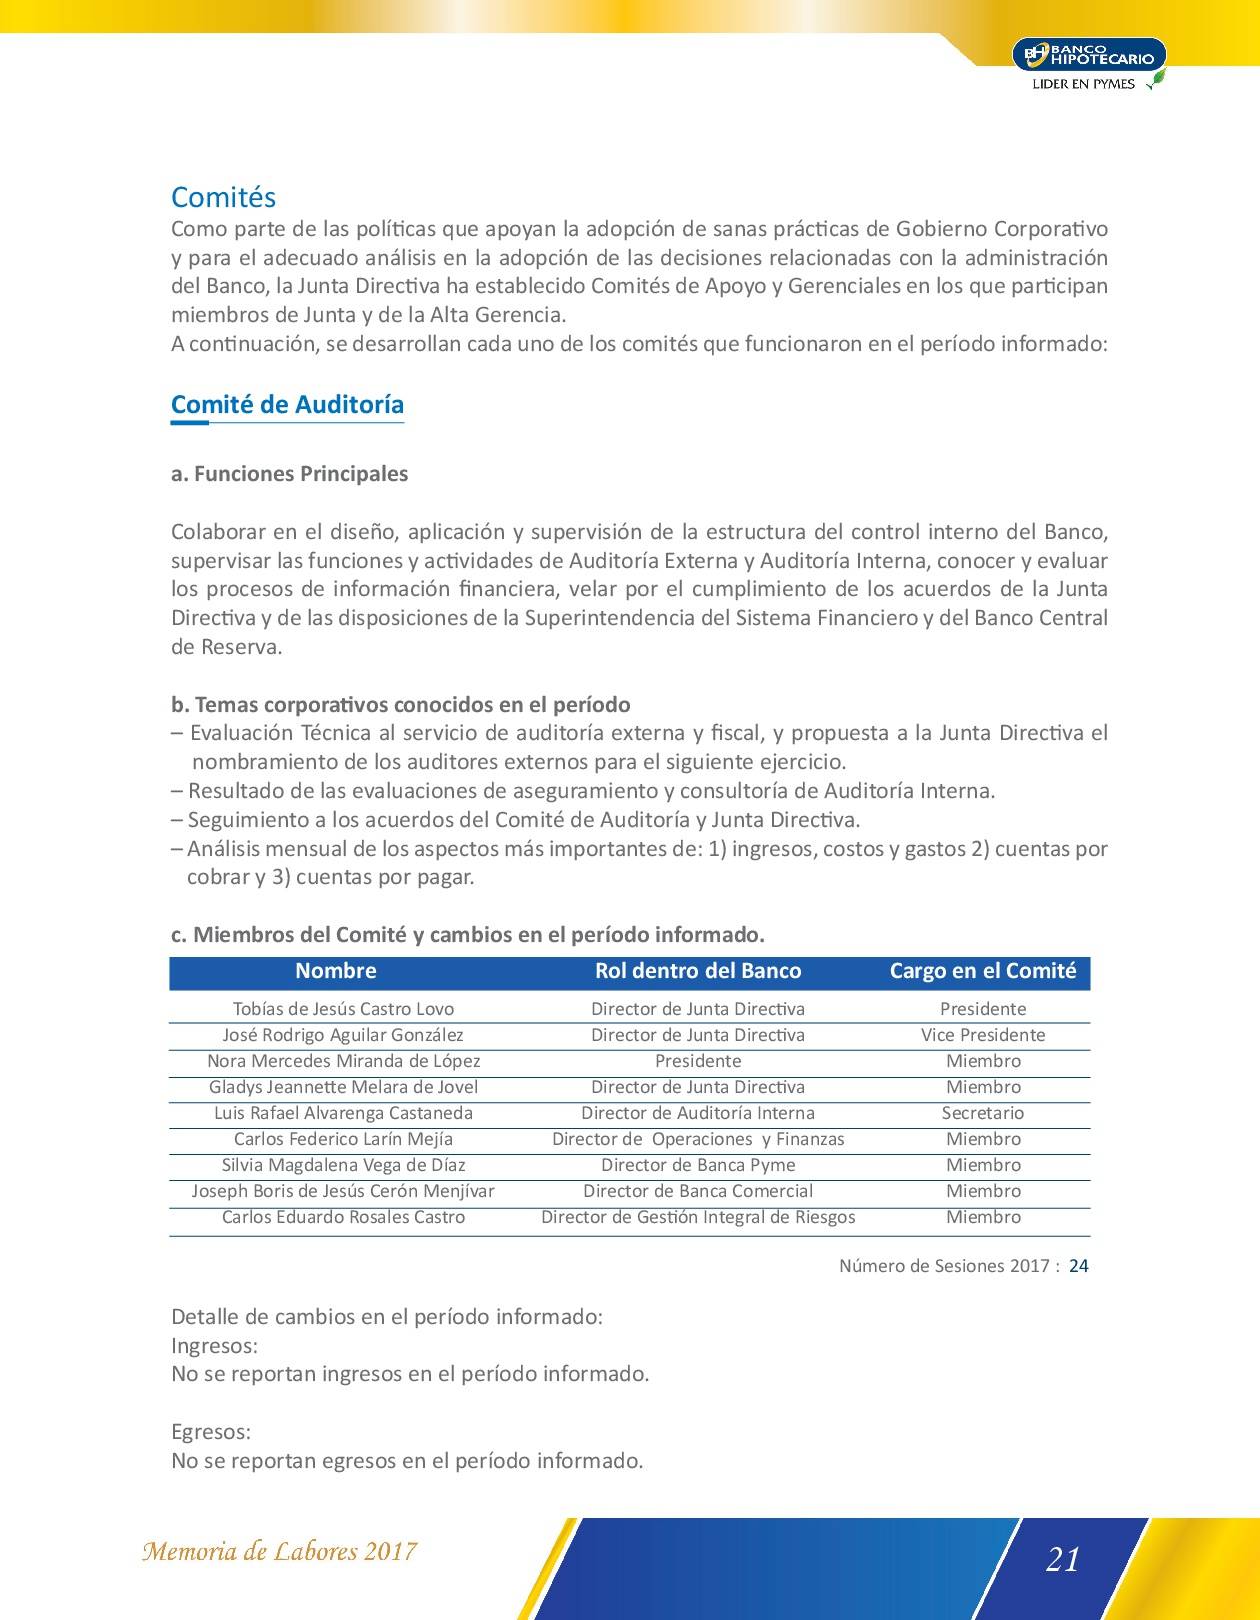 BH BANCO
HIPOTECARIO
LIDER EN PYMES
Comités
Como parte de las políticas que apoyan la adopción de sanas prácticas de Gobierno Corporativo
y para el adecuado análisis en la adopción de las decisiones relacionadas con la administración
del Banco, la Junta Directiva ha establecido Comités de Apoyo y Gerenciales en los que participan
miembros de Junta y de la Alta Gerencia.
A continuación, se desarrollan cada uno de los comités que funcionaron en el período informado:
Comité de Auditoría
a. Funciones Principales
Colaborar en el diseño, aplicación y supervisión de la estructura del control interno del Banco,
supervisar las funciones y actividades de Auditoría Externa y Auditoría Interna, conocer y evaluar
los procesos de información financiera, velar por el cumplimiento de los acuerdos de la Junta
Directiva y de las disposiciones de la Superintendencia del Sistema Financiero y del Banco Central
de Reserva.
b. Temas corporativos conocidos en el período
– Evaluación Técnica al servicio de auditoría externa y fiscal, y propuesta a la Junta Directiva el
nombramiento de los auditores externos para el siguiente ejercicio.
– Resultado de las evaluaciones de aseguramiento y consultoría de Auditoría Interna.
– Seguimiento a los acuerdos del Comité de Auditoría y Junta Directiva.
– Análisis mensual de los aspectos más importantes de: 1) ingresos, costos y gastos 2) cuentas por
cobrar y 3) cuentas por pagar.
c. Miembros del Comité y cambios en el período informado.
Nombre Rol dentro del Banco Cargo en el Comité
Tobías de Jesús Castro Lovo Director de Junta Directiva Presidente
José Rodrigo Aguilar González Director de Junta Directiva Vice Presidente
Nora Mercedes Miranda de López Presidente Miembro
Gladys Jeannette Melara de Jovel Director de Junta Directiva Miembro
Luis Rafael Alvarenga Castaneda Director de Auditoría Interna Secretario
Carlos Federico Larín Mejía Director de Operaciones y Finanzas Miembro
Silvia Magdalena Vega de Díaz Director de Banca Pyme Miembro
Joseph Boris de Jesús Cerón Menjívar Director de Banca Comercial Miembro
Carlos Eduardo Rosales Castro Director de Gestión Integral de Riesgos Miembro
Número de Sesiones 2017 : 24
Detalle de cambios en el período informado:
Ingresos:
No se reportan ingresos en el período informado.
Egresos:
No se reportan egresos en el período informado.
Memoria de Labores 2017
21